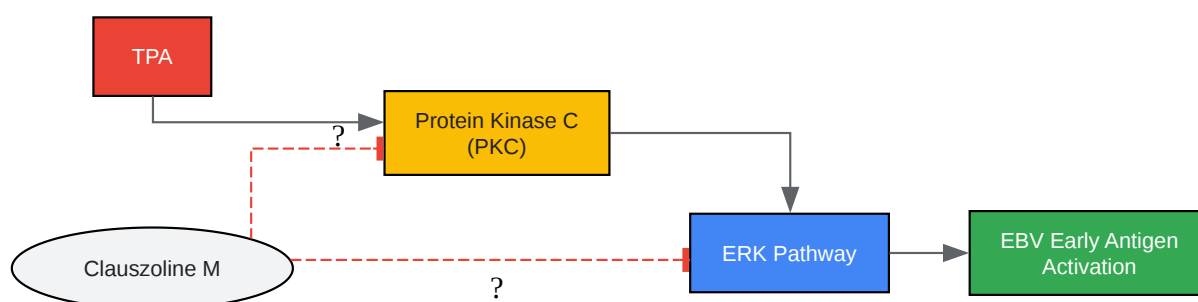 TPA
Protein Kinase C
(PKC)
?
ERK Pathway
EBV Early Antigen
Activation
Clauszoline M
?